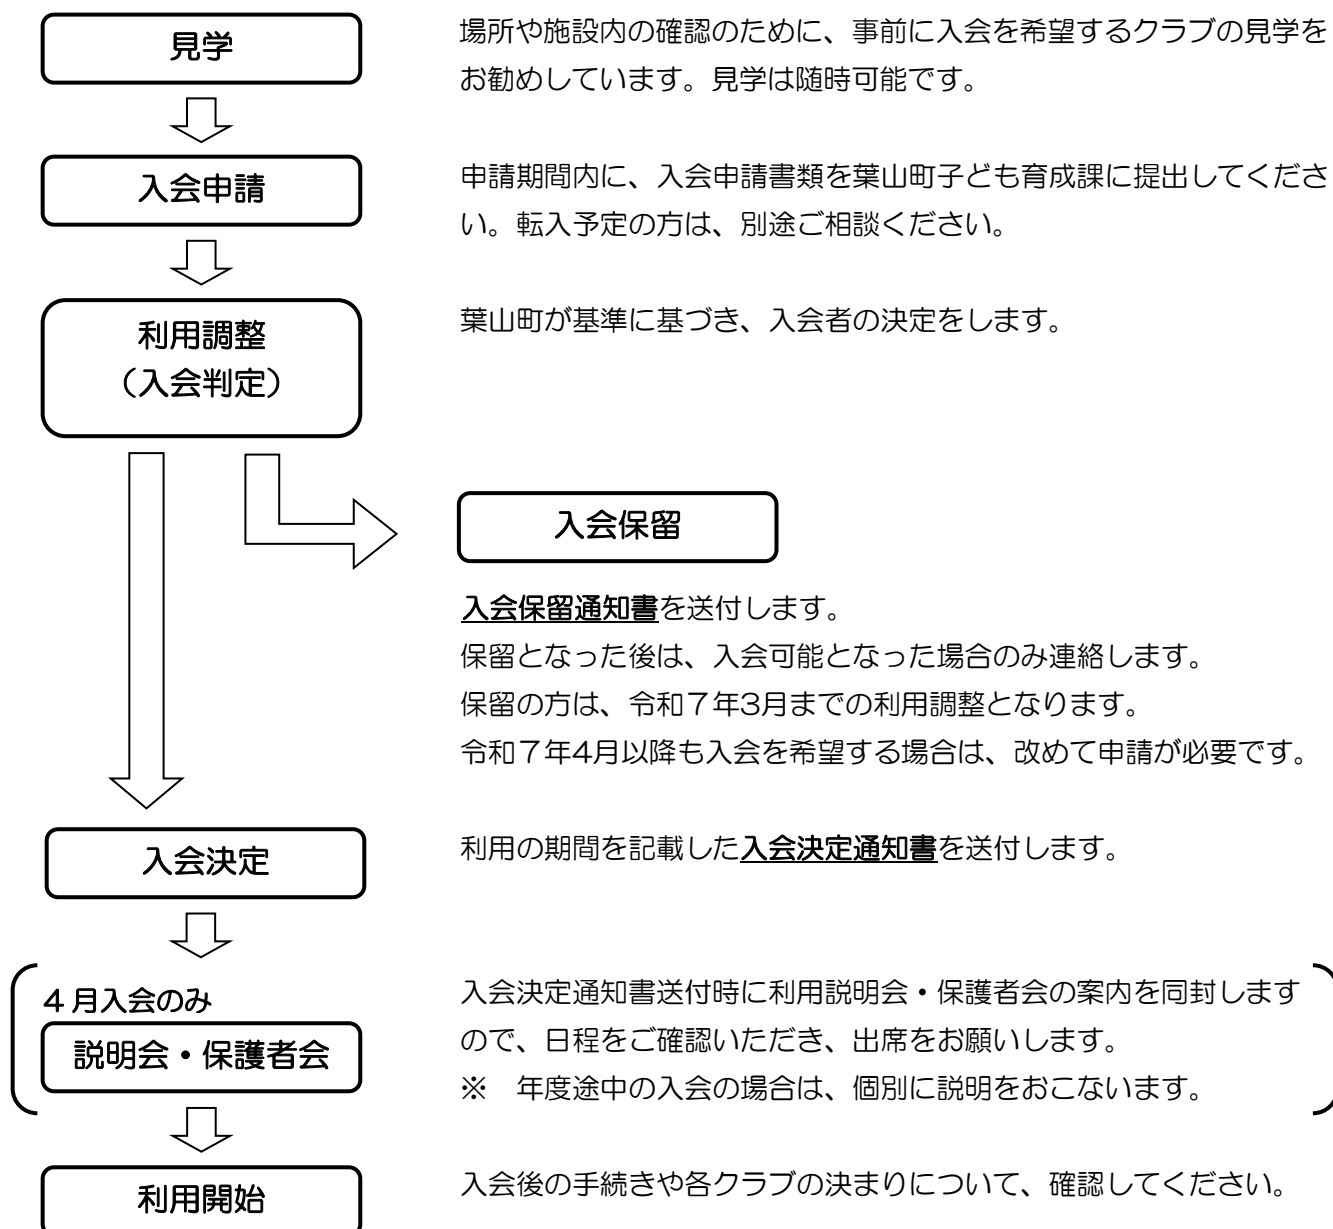 見学
場所や施設内の確認のために、事前に入会を希望するクラブの見学を
お勧めしています。見学は随時可能です。
入会申請
申請期間内に、入会申請書類を葉山町子ども育成課に提出してくださ
い。転入予定の方は、別途ご相談ください。
利用調整
（入会判定）
葉山町が基準に基づき、入会者の決定をします。
入会保留
入会保留通知書を送付します。
保留となった後は、入会可能となった場合のみ連絡します。
保留の方は、令和７年3月までの利用調整となります。
令和７年4月以降も入会を希望する場合は、改めて申請が必要です。
入会決定
利用の期間を記載した入会決定通知書を送付します。
４月入会のみ
説明会・保護者会
入会決定通知書送付時に利用説明会・保護者会の案内を同封します
ので、日程をご確認いただき、出席をお願いします。
※　年度途中の入会の場合は、個別に説明をおこないます。
利用開始
入会後の手続きや各クラブの決まりについて、確認してください。